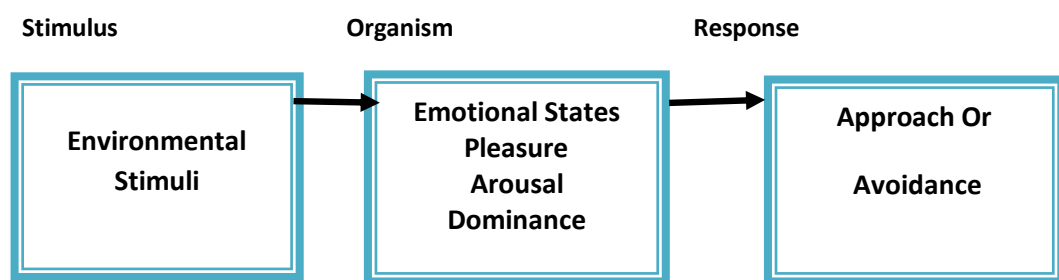 Stimulus
Organism
Response
Environmental
Stimuli
Emotional States
Pleasure
Arousal
Dominance
Approach Or
Avoidance